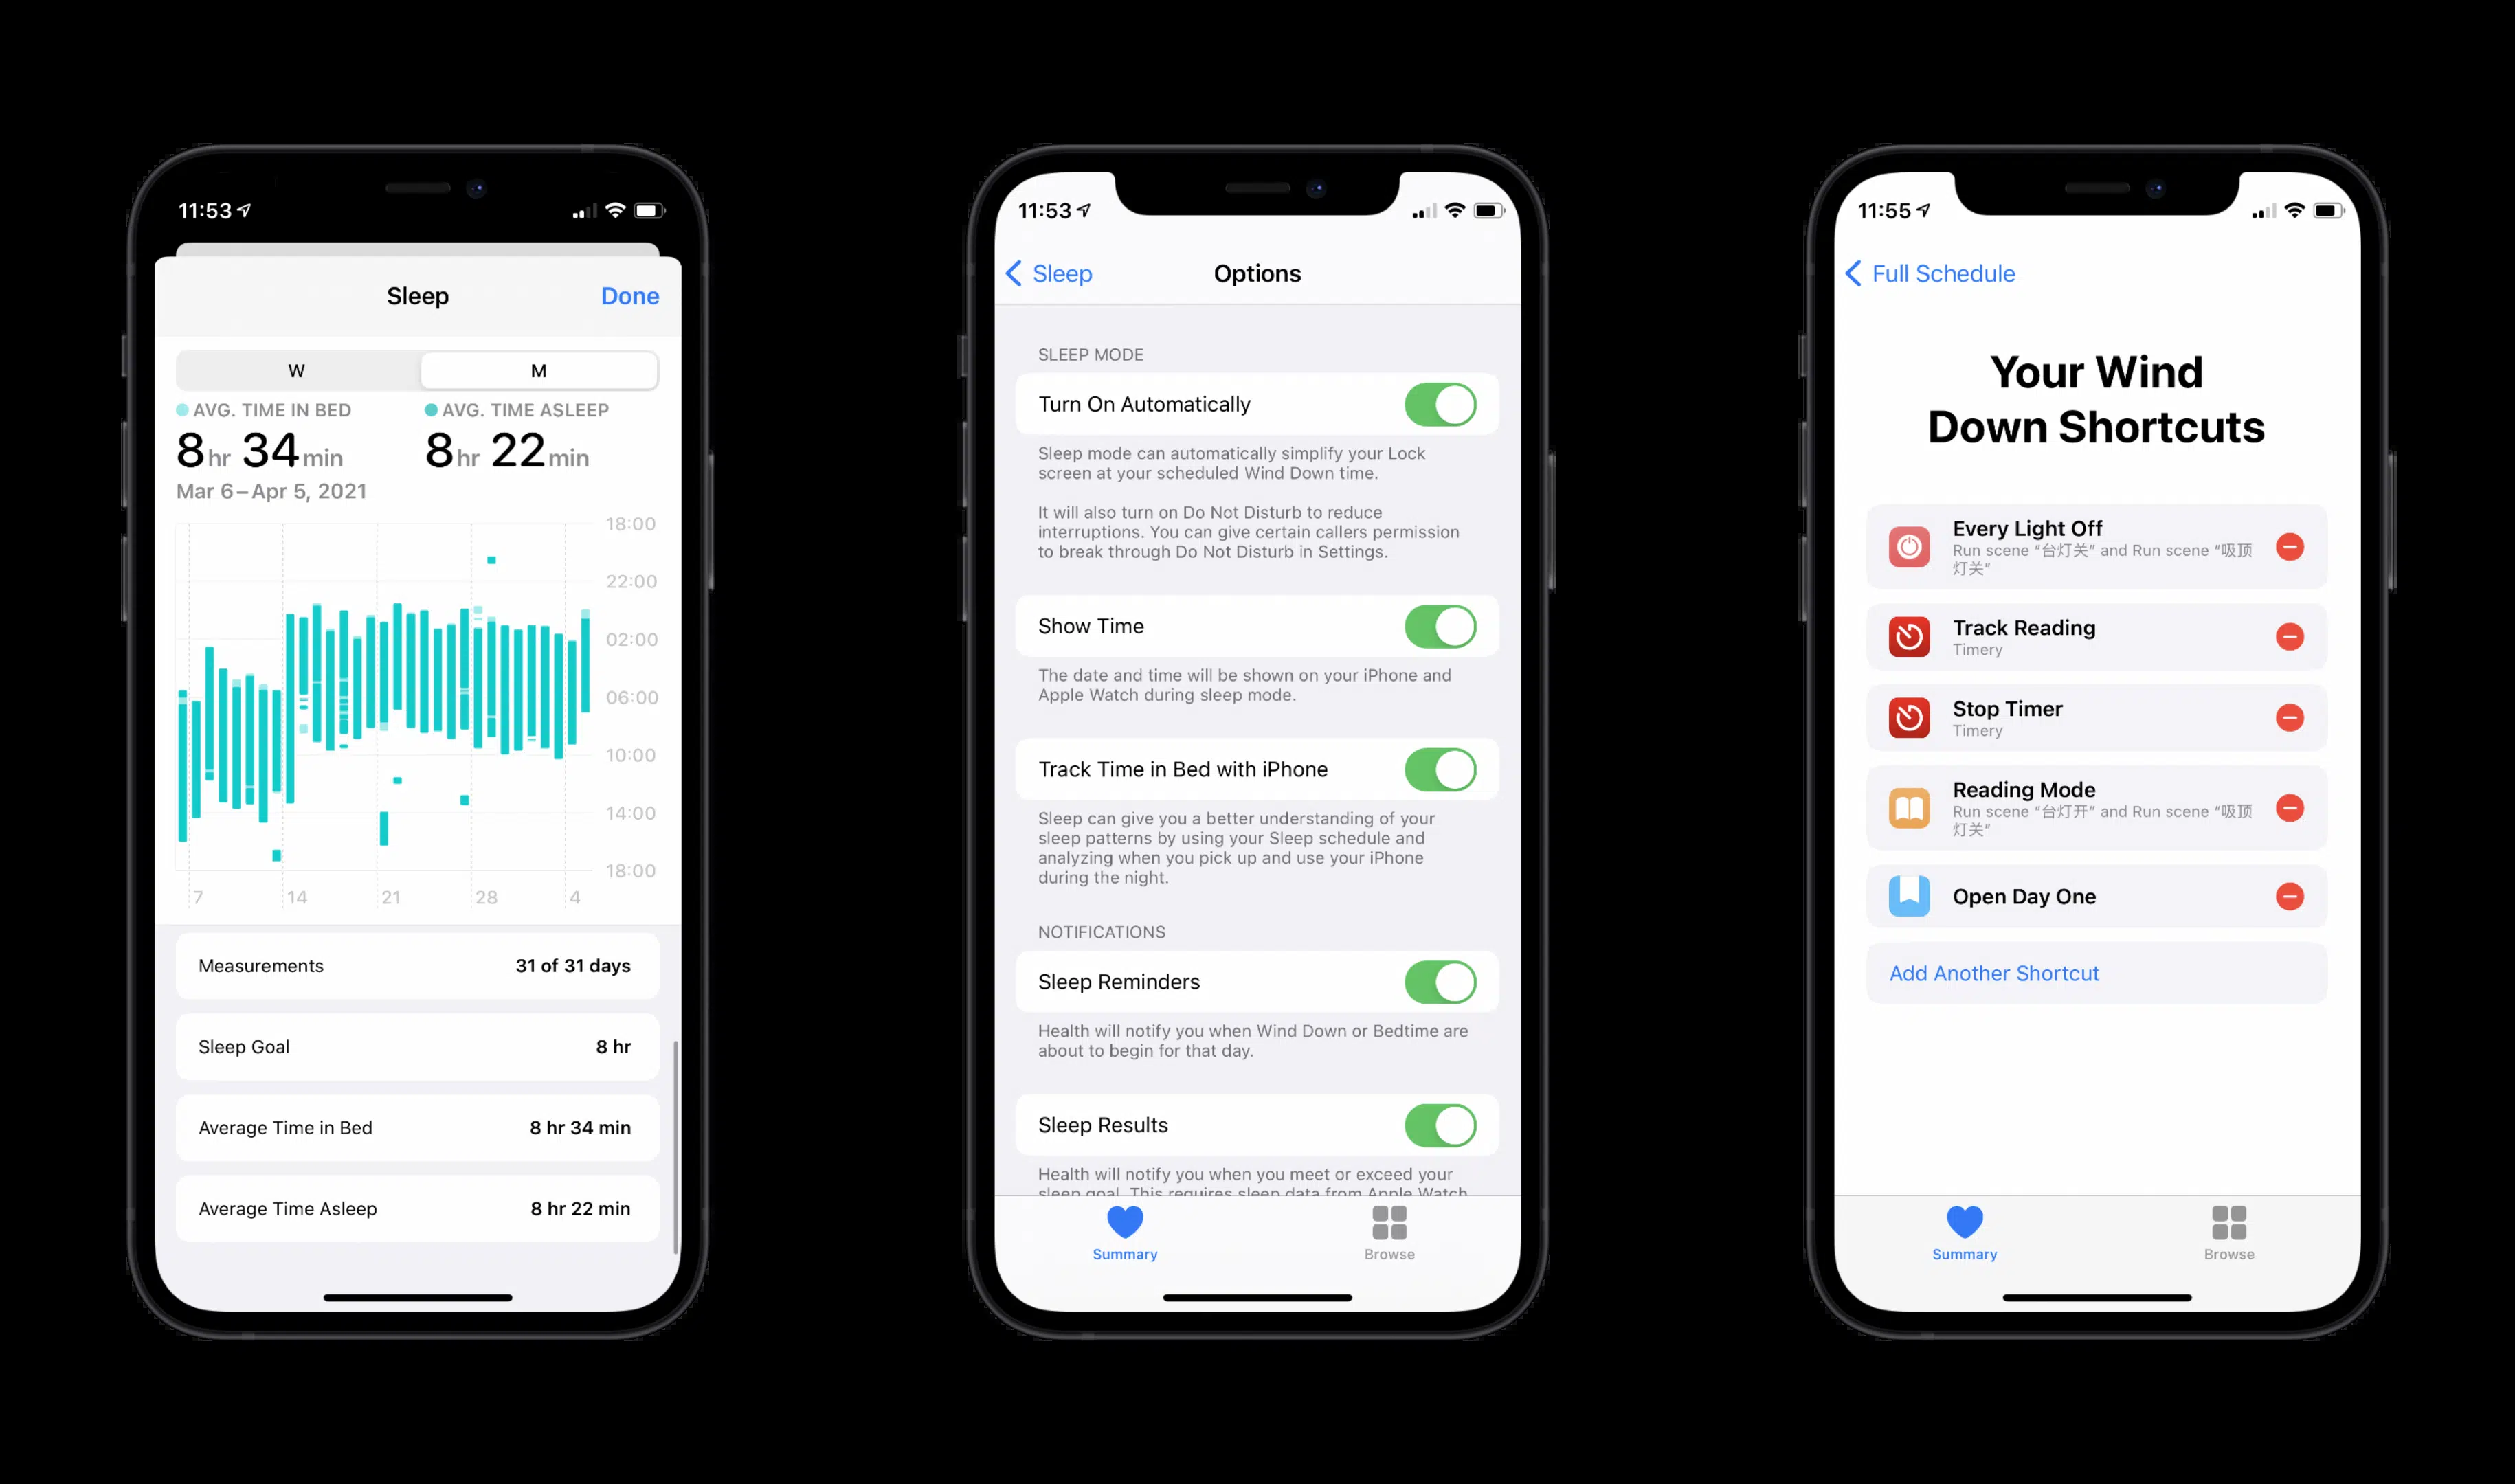 11:53
Sleep
Done
W
M
AVG. TIME IN BED
8 hr 34 min
AVG. TIME ASLEEP
8 hr 22 min
Mar 6–Apr 5, 2021
18:00
22:00
02:00
06:00
10:00
14:00
18:00
7
14
21
28
4
Measurements
31 of 31 days
Sleep Goal
8 hr
Average Time in Bed
8 hr 34 min
Average Time Asleep
8 hr 22 min
11:53
Sleep
Options
SLEEP MODE
Turn On Automatically
Sleep mode can automatically simplify your Lock
screen at your scheduled Wind Down time.
It will also turn on Do Not Disturb to reduce
interruptions. You can give certain callers permission
to break through Do Not Disturb in Settings.
Show Time
The date and time will be shown on your iPhone and
Apple Watch during sleep mode.
Track Time in Bed with iPhone
Sleep can give you a better understanding of your
sleep patterns by using your Sleep schedule and
analyzing when you pick up and use your iPhone
during the night.
NOTIFICATIONS
Sleep Reminders
Health will notify you when Wind Down or Bedtime are
about to begin for that day.
Sleep Results
Health will notify you when you meet or exceed your
sleep goal. This requires sleep data from Apple Watch
Summary
Browse
11:55
Full Schedule
Your Wind
Down Shortcuts
Every Light Off
Run scene “台灯关” and Run scene “吸顶
灯关”
Track Reading
Timery
Stop Timer
Timery
Reading Mode
Run scene “台灯开” and Run scene “吸顶
灯关”
Open Day One
Add Another Shortcut
Summary
Browse